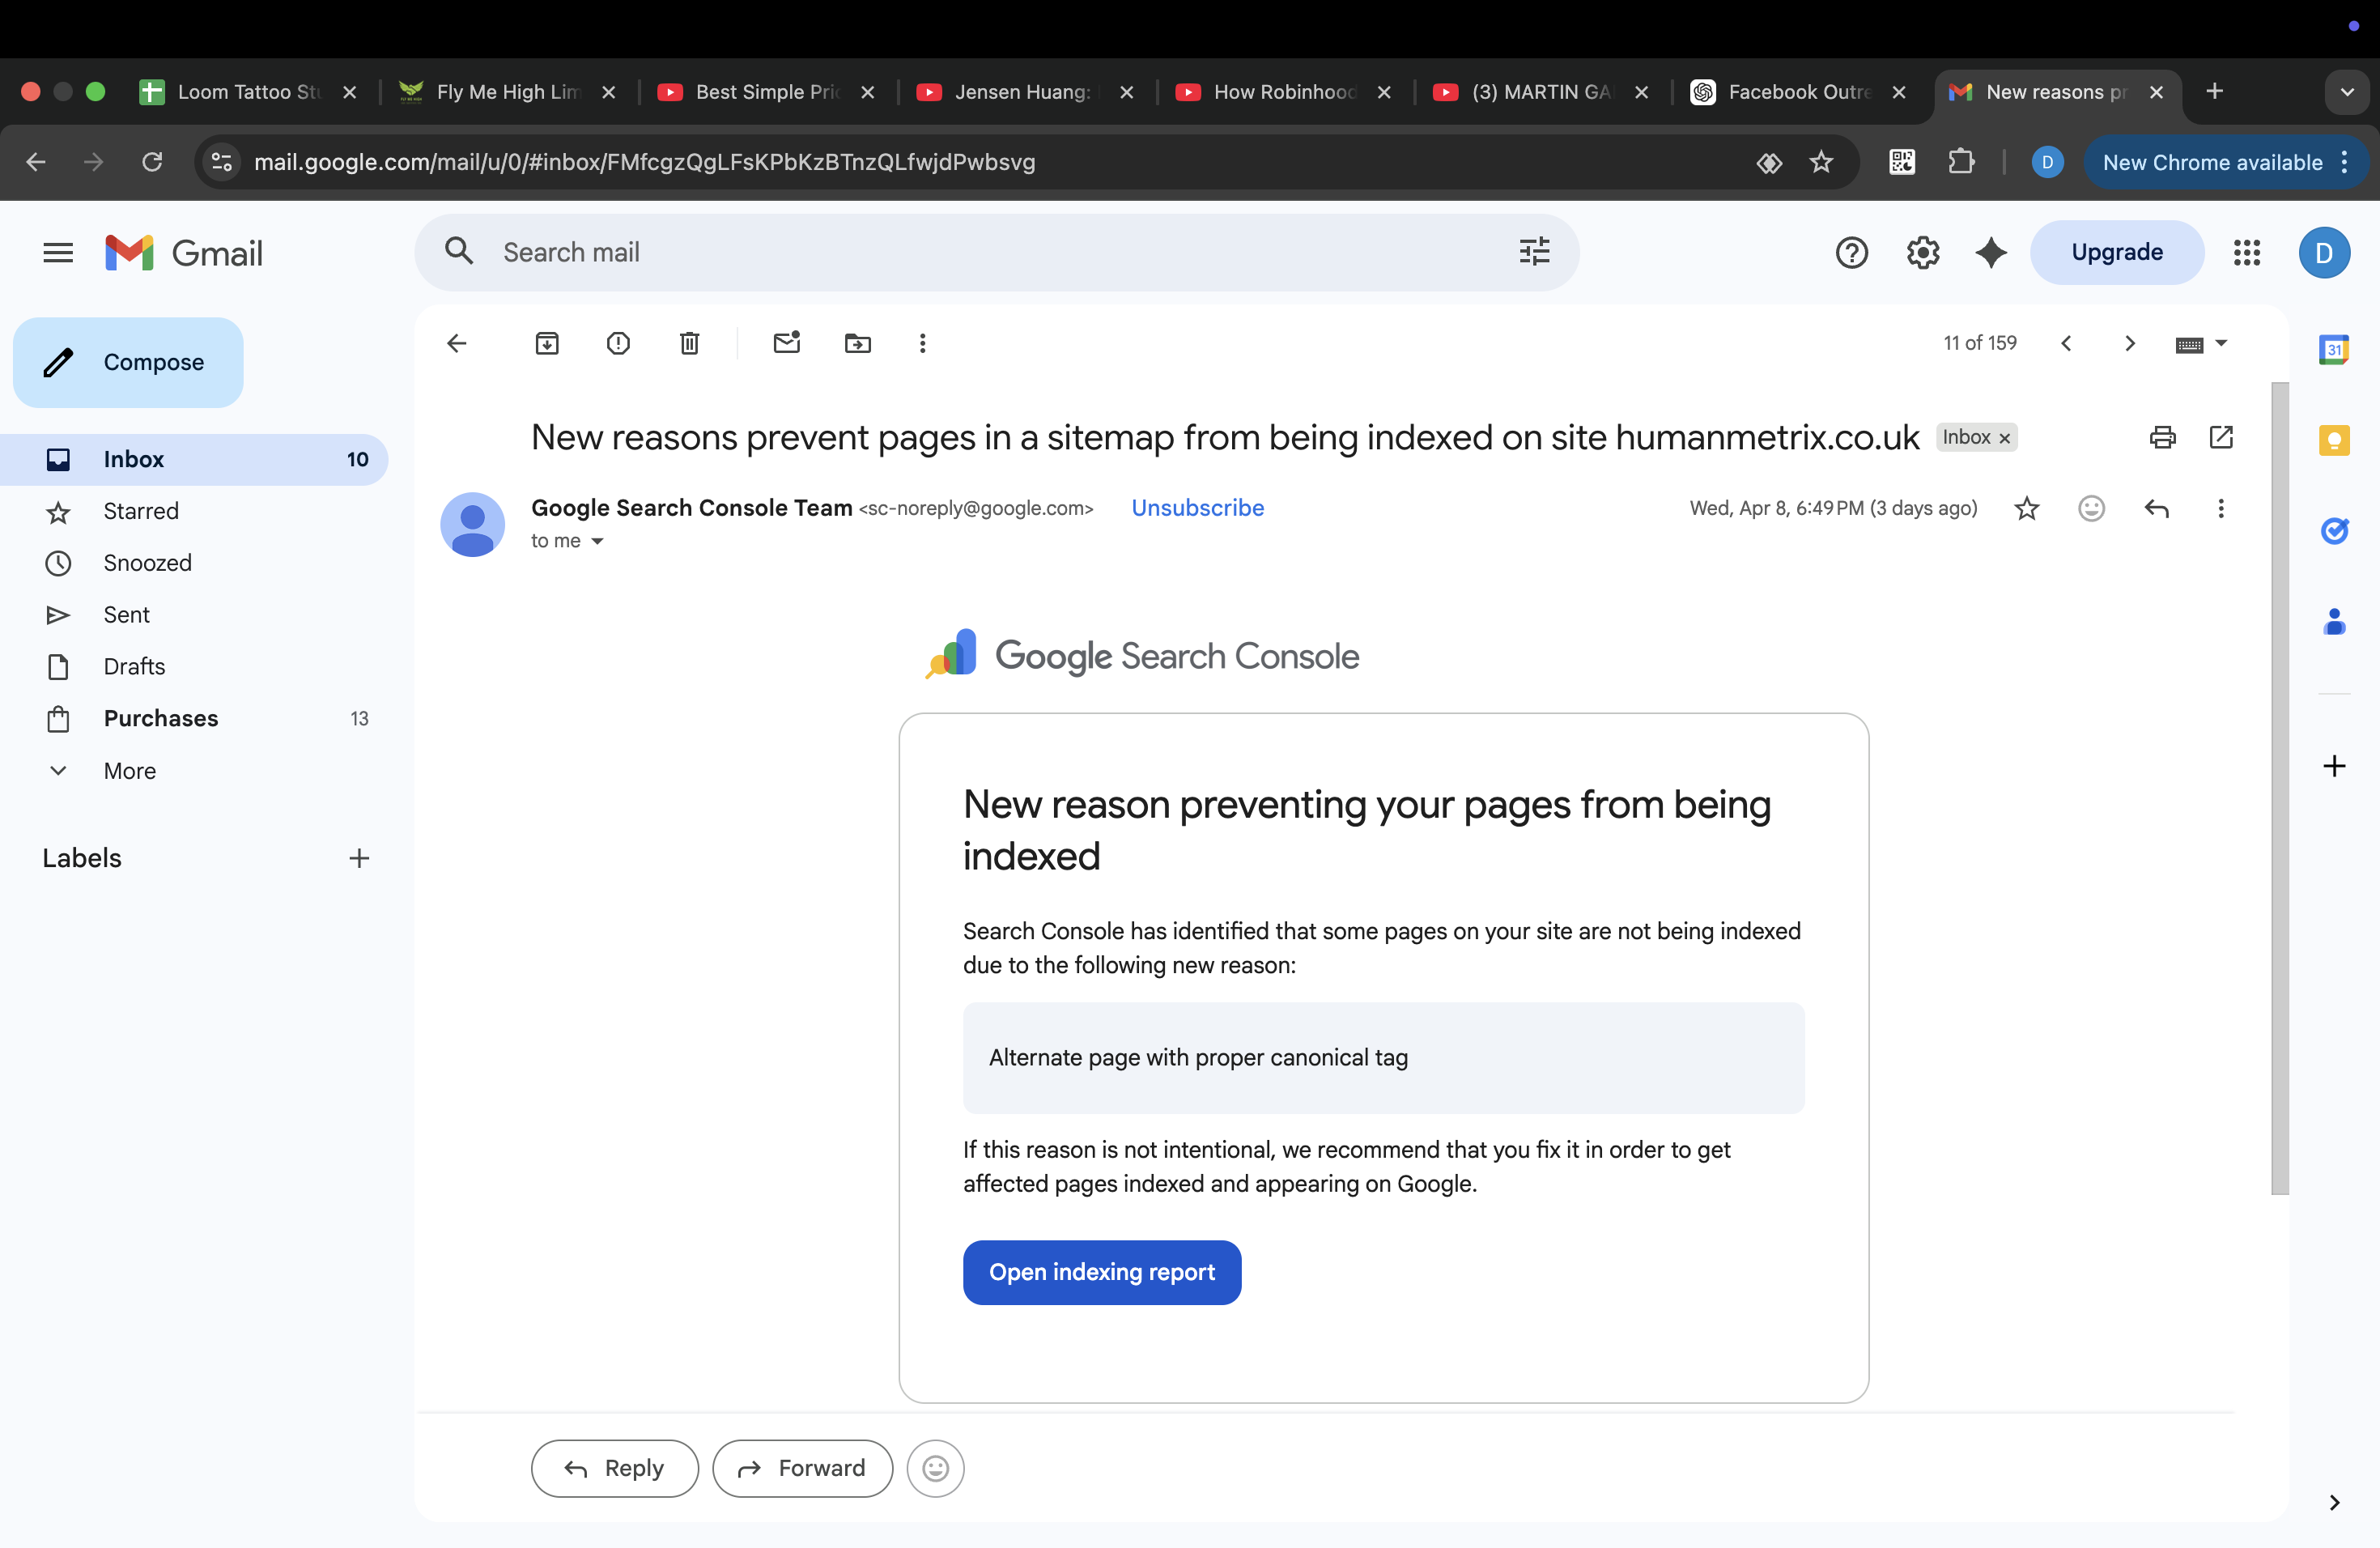 Loom Tattoo Stu
Fly Me High Lim
Best Simple Pric
Jensen Huang:
How Robinhood
(3) MARTIN GA
Facebook Outre
New reasons pr
mail.google.com/mail/u/0/#inbox/FMfcgzQgLFsKPbKzBTnzQLfwjdPwbsvg
D
New Chrome available
Gmail
Search mail
Upgrade
D
Compose
11 of 159
31
Inbox 10
Starred
Snoozed
Sent
Drafts
Purchases 13
More
Labels
New reasons prevent pages in a sitemap from being indexed on site humanmetrix.co.uk Inbox
Google Search Console Team <sc-noreply@google.com> Unsubscribe Wed, Apr 8, 6:49 PM (3 days ago)
to me
Google Search Console
New reason preventing your pages from being
indexed
Search Console has identified that some pages on your site are not being indexed
due to the following new reason:
Alternate page with proper canonical tag
If this reason is not intentional, we recommend that you fix it in order to get
affected pages indexed and appearing on Google.
Open indexing report
Reply
Forward